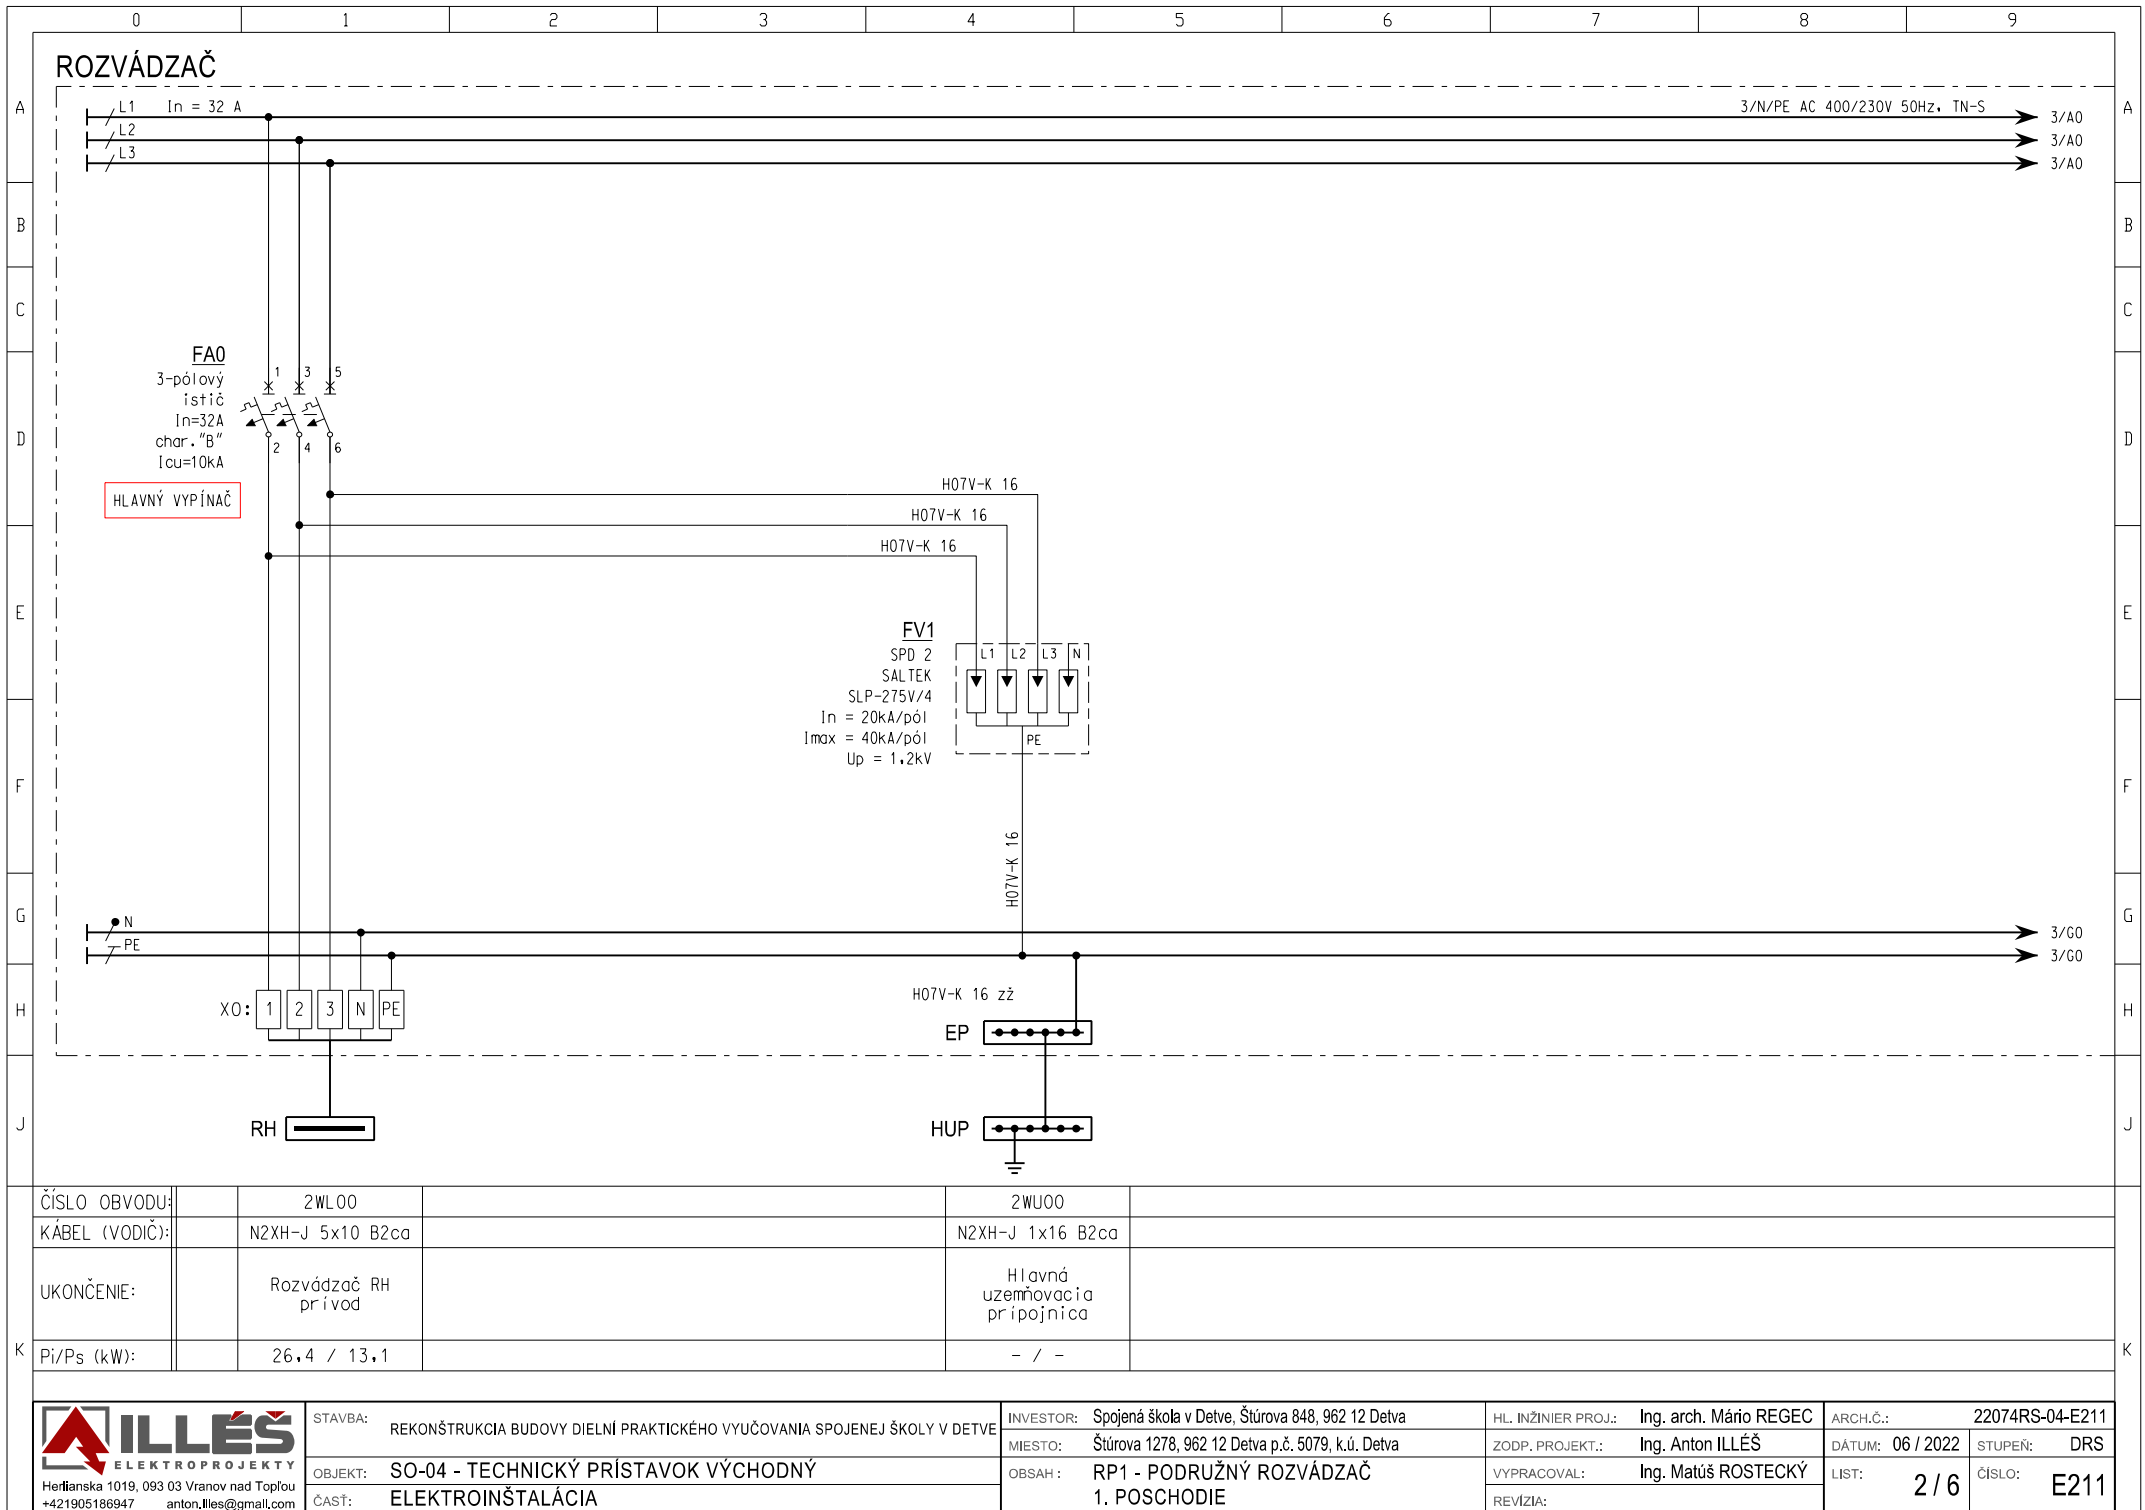 0 1 2 3 4 5 6 7 8 9
ROZVÁDZAČ
A A
L1 In = 32 A 3/N/PE AC 400/230V 50Hz, TN-S 3/A0
L2 3/A0
L3 3/A0
B B
C C
FA0
3-pólový
istič
In=32A
char."B"
Icu=10kA
1 3 5
2 4 6
D D
HLAVNÝ VYPÍNAČ
H07V-K 16
H07V-K 16
H07V-K 16
E E
FV1
SPD 2
SALTEK
SLP-275V/4
In = 20kA/pól
Imax = 40kA/pól
Up = 1,2kV
L1 L2 L3 N
PE
F F
H07V-K 16
G G
N 3/G0
PE 3/G0
H H
X0: 1 2 3 N PE
H07V-K 16 zž
EP
J J
RH
HUP
ČÍSLO OBVODU: 2WL00 2WU00
KÁBEL (VODIČ): N2XH-J 5x10 B2ca N2XH-J 1x16 B2ca
UKONČENIE:
Rozvádzač RH
prívod
Hlavná
uzemňovacia
prípojnica
K K
Pi/Ps (kW): 26,4 / 13,1 - / -
ILLÉŠ
ELEKTROPROJEKTY
Herlianska 1019, 093 03 Vranov nad Topľou
+421905186947 anton.illes@gmail.com
STAVBA: REKONŠTRUKCIA BUDOVY DIELNÍ PRAKTICKÉHO VYUČOVANIA SPOJENEJ ŠKOLY V DETVE
OBJEKT: SO-04 - TECHNICKÝ PRÍSTAVOK VÝCHODNÝ
ČASŤ: ELEKTROINŠTALÁCIA
INVESTOR: Spojená škola v Detve, Štúrova 848, 962 12 Detva
MIESTO: Štúrova 1278, 962 12 Detva p.č. 5079, k.ú. Detva
OBSAH : RP1 - PODRUŽNÝ ROZVÁDZAČ
1. POSCHODIE
HL. INŽINIER PROJ.: Ing. arch. Mário REGEC
ZODP. PROJEKT.: Ing. Anton ILLÉŠ
VYPRACOVAL: Ing. Matúš ROSTECKÝ
REVÍZIA:
ARCH.Č.: 22074RS-04-E211
DÁTUM: 06 / 2022 STUPEŇ: DRS
LIST: 2 / 6 ČÍSLO: E211